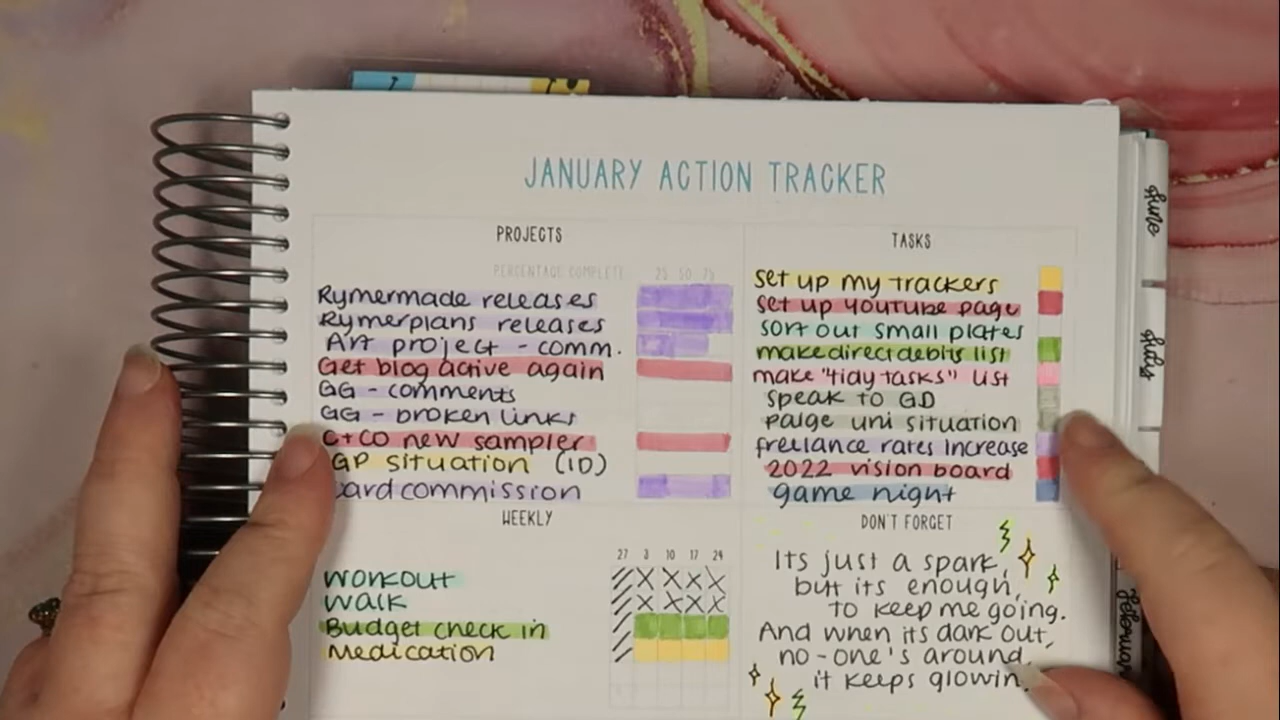 JANUARY ACTION TRACKER
PROJECTS
PERCENTAGE COMPLETE 25 50 75
Rymermade releases
Rymerplans releases
Art project - comm.
Get blog active again
GG - comments
GG - broken links
C+CO new sampler
GP situation (ID)
card commission
TASKS
set up my trackers
set up youtube page
sort out small plates
make direct debits list
make "tidy tasks" list
speak to GD
paige uni situation
freelance rates increase
2022 vision board
game night
WEEKLY
27 3 10 17 24
workout
walk
Budget check in
Medication
DON'T FORGET
Its just a spark,
but its enough,
to keep me going.
And when its dark out,
no-one's around,
it keeps glowin
June
July